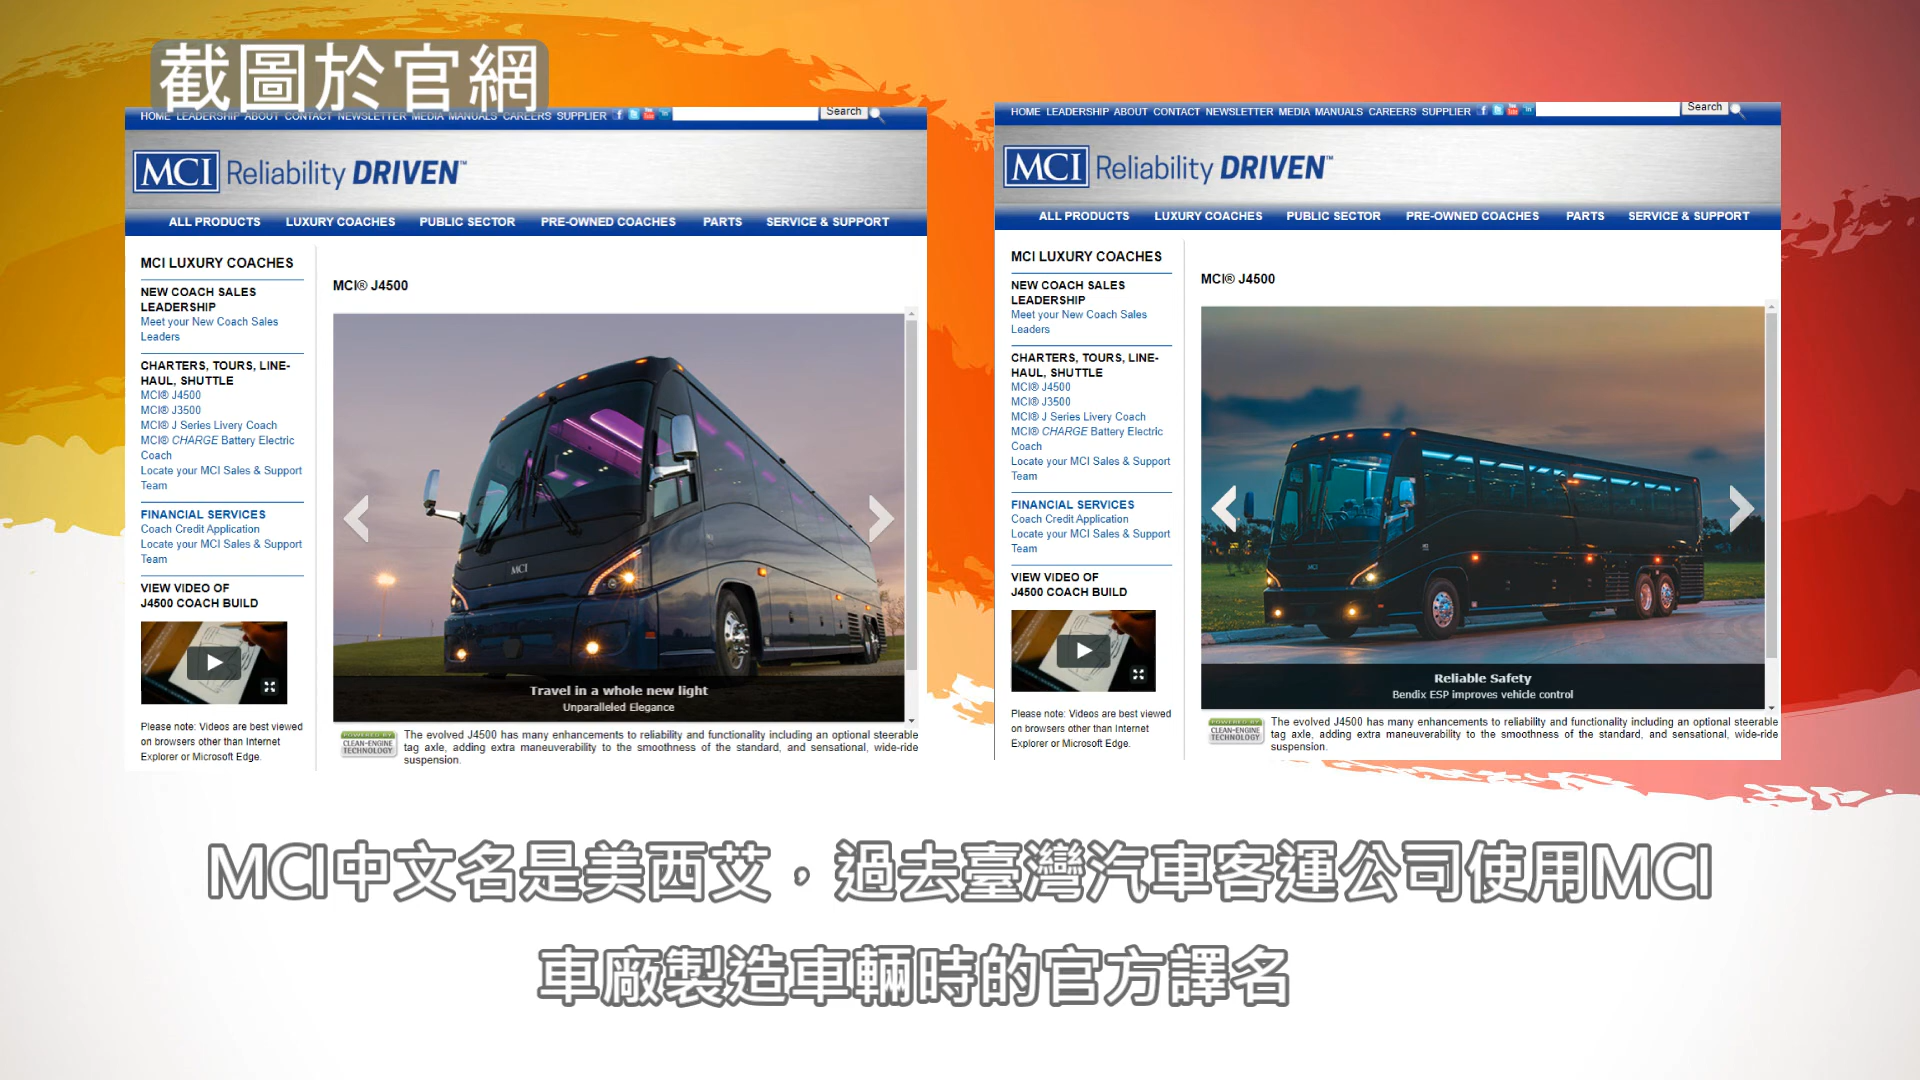 截圖於官網
HOME LEADERSHIP ABOUT CONTACT NEWSLETTER MEDIA MANUALS CAREERS SUPPLIER
Search
MCI Reliability DRIVEN™
ALL PRODUCTS LUXURY COACHES PUBLIC SECTOR PRE-OWNED COACHES PARTS SERVICE & SUPPORT
MCI LUXURY COACHES
NEW COACH SALES
LEADERSHIP
Meet your New Coach Sales
Leaders
CHARTERS, TOURS, LINE-
HAUL, SHUTTLE
MCI® J4500
MCI® J3500
MCI® J Series Livery Coach
MCI® CHARGE Battery Electric
Coach
Locate your MCI Sales & Support
Team
FINANCIAL SERVICES
Coach Credit Application
Locate your MCI Sales & Support
Team
VIEW VIDEO OF
J4500 COACH BUILD
Please note: Videos are best viewed
on browsers other than Internet
Explorer or Microsoft Edge.
MCI® J4500
MCI
Travel in a whole new light
Unparalleled Elegance
POWERED BY
CLEAN-ENGINE
TECHNOLOGY
The evolved J4500 has many enhancements to reliability and functionality including an optional steerable
tag axle, adding extra maneuverability to the smoothness of the standard, and sensational, wide-ride
suspension.
HOME LEADERSHIP ABOUT CONTACT NEWSLETTER MEDIA MANUALS CAREERS SUPPLIER
Search
MCI Reliability DRIVEN™
ALL PRODUCTS LUXURY COACHES PUBLIC SECTOR PRE-OWNED COACHES PARTS SERVICE & SUPPORT
MCI LUXURY COACHES
NEW COACH SALES
LEADERSHIP
Meet your New Coach Sales
Leaders
CHARTERS, TOURS, LINE-
HAUL, SHUTTLE
MCI® J4500
MCI® J3500
MCI® J Series Livery Coach
MCI® CHARGE Battery Electric
Coach
Locate your MCI Sales & Support
Team
FINANCIAL SERVICES
Coach Credit Application
Locate your MCI Sales & Support
Team
VIEW VIDEO OF
J4500 COACH BUILD
Please note: Videos are best viewed
on browsers other than Internet
Explorer or Microsoft Edge.
MCI® J4500
MCI
Reliable Safety
Bendix ESP improves vehicle control
POWERED BY
CLEAN-ENGINE
TECHNOLOGY
The evolved J4500 has many enhancements to reliability and functionality including an optional steerable
tag axle, adding extra maneuverability to the smoothness of the standard, and sensational, wide-ride
suspension.
MCI中文名是美西艾，過去臺灣汽車客運公司使用MCI
車廠製造車輛時的官方譯名